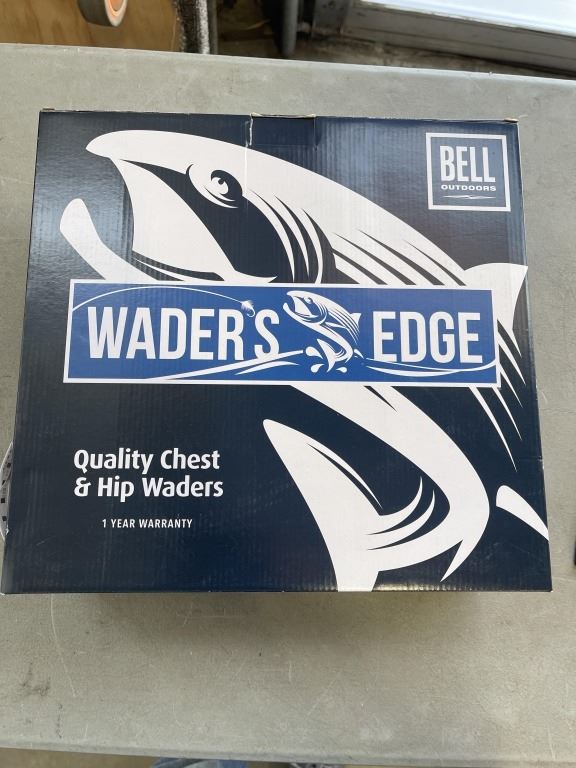 BELL
OUTDOORS
WADER'S EDGE
Quality Chest
& Hip Waders
1 YEAR WARRANTY